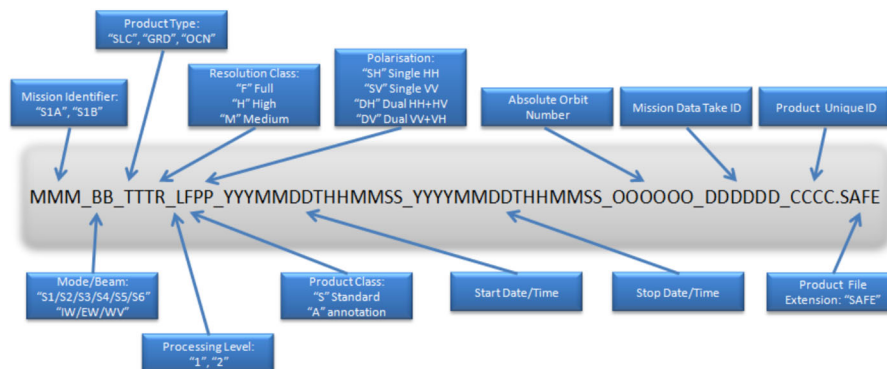 Product Type:
“SLC”, “GRD”, “OCN”
Mission Identifier:
“S1A”, “S1B”
Resolution Class:
“F” Full
“H” High
“M” Medium
Polarisation:
“SH” Single HH
“SV” Single VV
“DH” Dual HH+HV
“DV” Dual VV+VH
Absolute Orbit
Number
Mission Data Take ID
Product Unique ID
MMM_BB_TTTR_LFPP_YYYMMDDTHHMMSS_YYYYMMDDTHHMMSS_OOOOOO_DDDDDD_CCCC.SAFE
Mode/Beam:
“S1/S2/S3/S4/S5/S6”
“IW/EW/WV”
Processing Level:
“1”, “2”
Product Class:
“S” Standard
“A” annotation
Start Date/Time
Stop Date/Time
Product File
Extension: “SAFE”